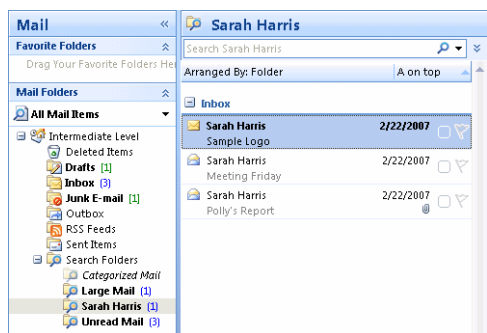 Mail «
Favorite Folders
Drag Your Favorite Folders Her
Mail Folders
All Mail Items
Intermediate Level
Deleted Items
Drafts [1]
Inbox (3)
Junk E-mail [1]
Outbox
RSS Feeds
Sent Items
Search Folders
Categorized Mail
Large Mail (1)
Sarah Harris (1)
Unread Mail (3)
Sarah Harris
Search Sarah Harris
Arranged By: Folder A on top
Inbox
Sarah Harris 2/22/2007
Sample Logo
Sarah Harris 2/22/2007
Meeting Friday
Sarah Harris 2/22/2007
Polly's Report